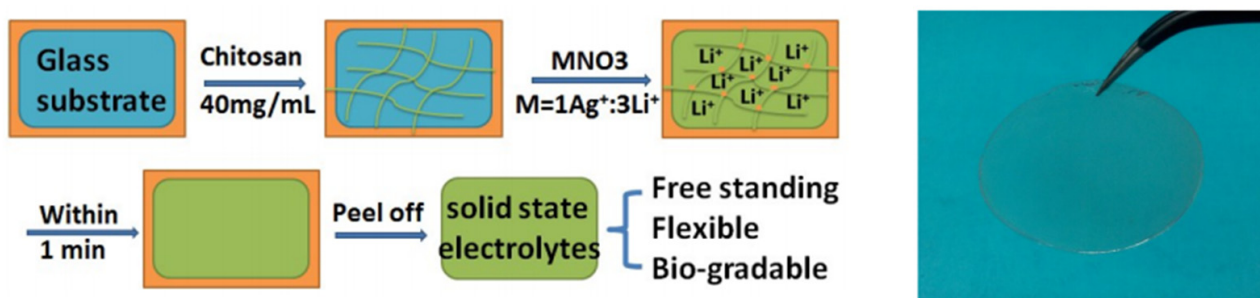 Glass
substrate
Chitosan
40mg/mL
MNO3
M=1Ag⁺:3Li⁺
Li⁺
Li⁺
Li⁺
Li⁺
Li⁺
Li⁺
Li⁺
Li⁺
Within
1 min
Peel off
solid state
electrolytes
Free standing
Flexible
Bio-gradable